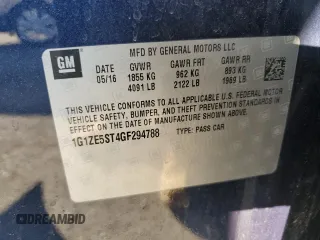 GM
MFD BY GENERAL MOTORS LLC
05/16 GVWR GAWR FRT GAWR RR
1855 KG 962 KG 893 KG
4091 LB 2122 LB 1969 LB
THIS VEHICLE CONFORMS TO ALL APPLICABLE U.S. FEDERAL MOTOR
VEHICLE SAFETY, BUMPER, AND THEFT PREVENTION STANDARDS
IN EFFECT ON THE DATE OF MANUFACTURE SHOWN ABOVE.
1G1ZE5ST4GF294788 TYPE: PASS CAR
DREAMBID